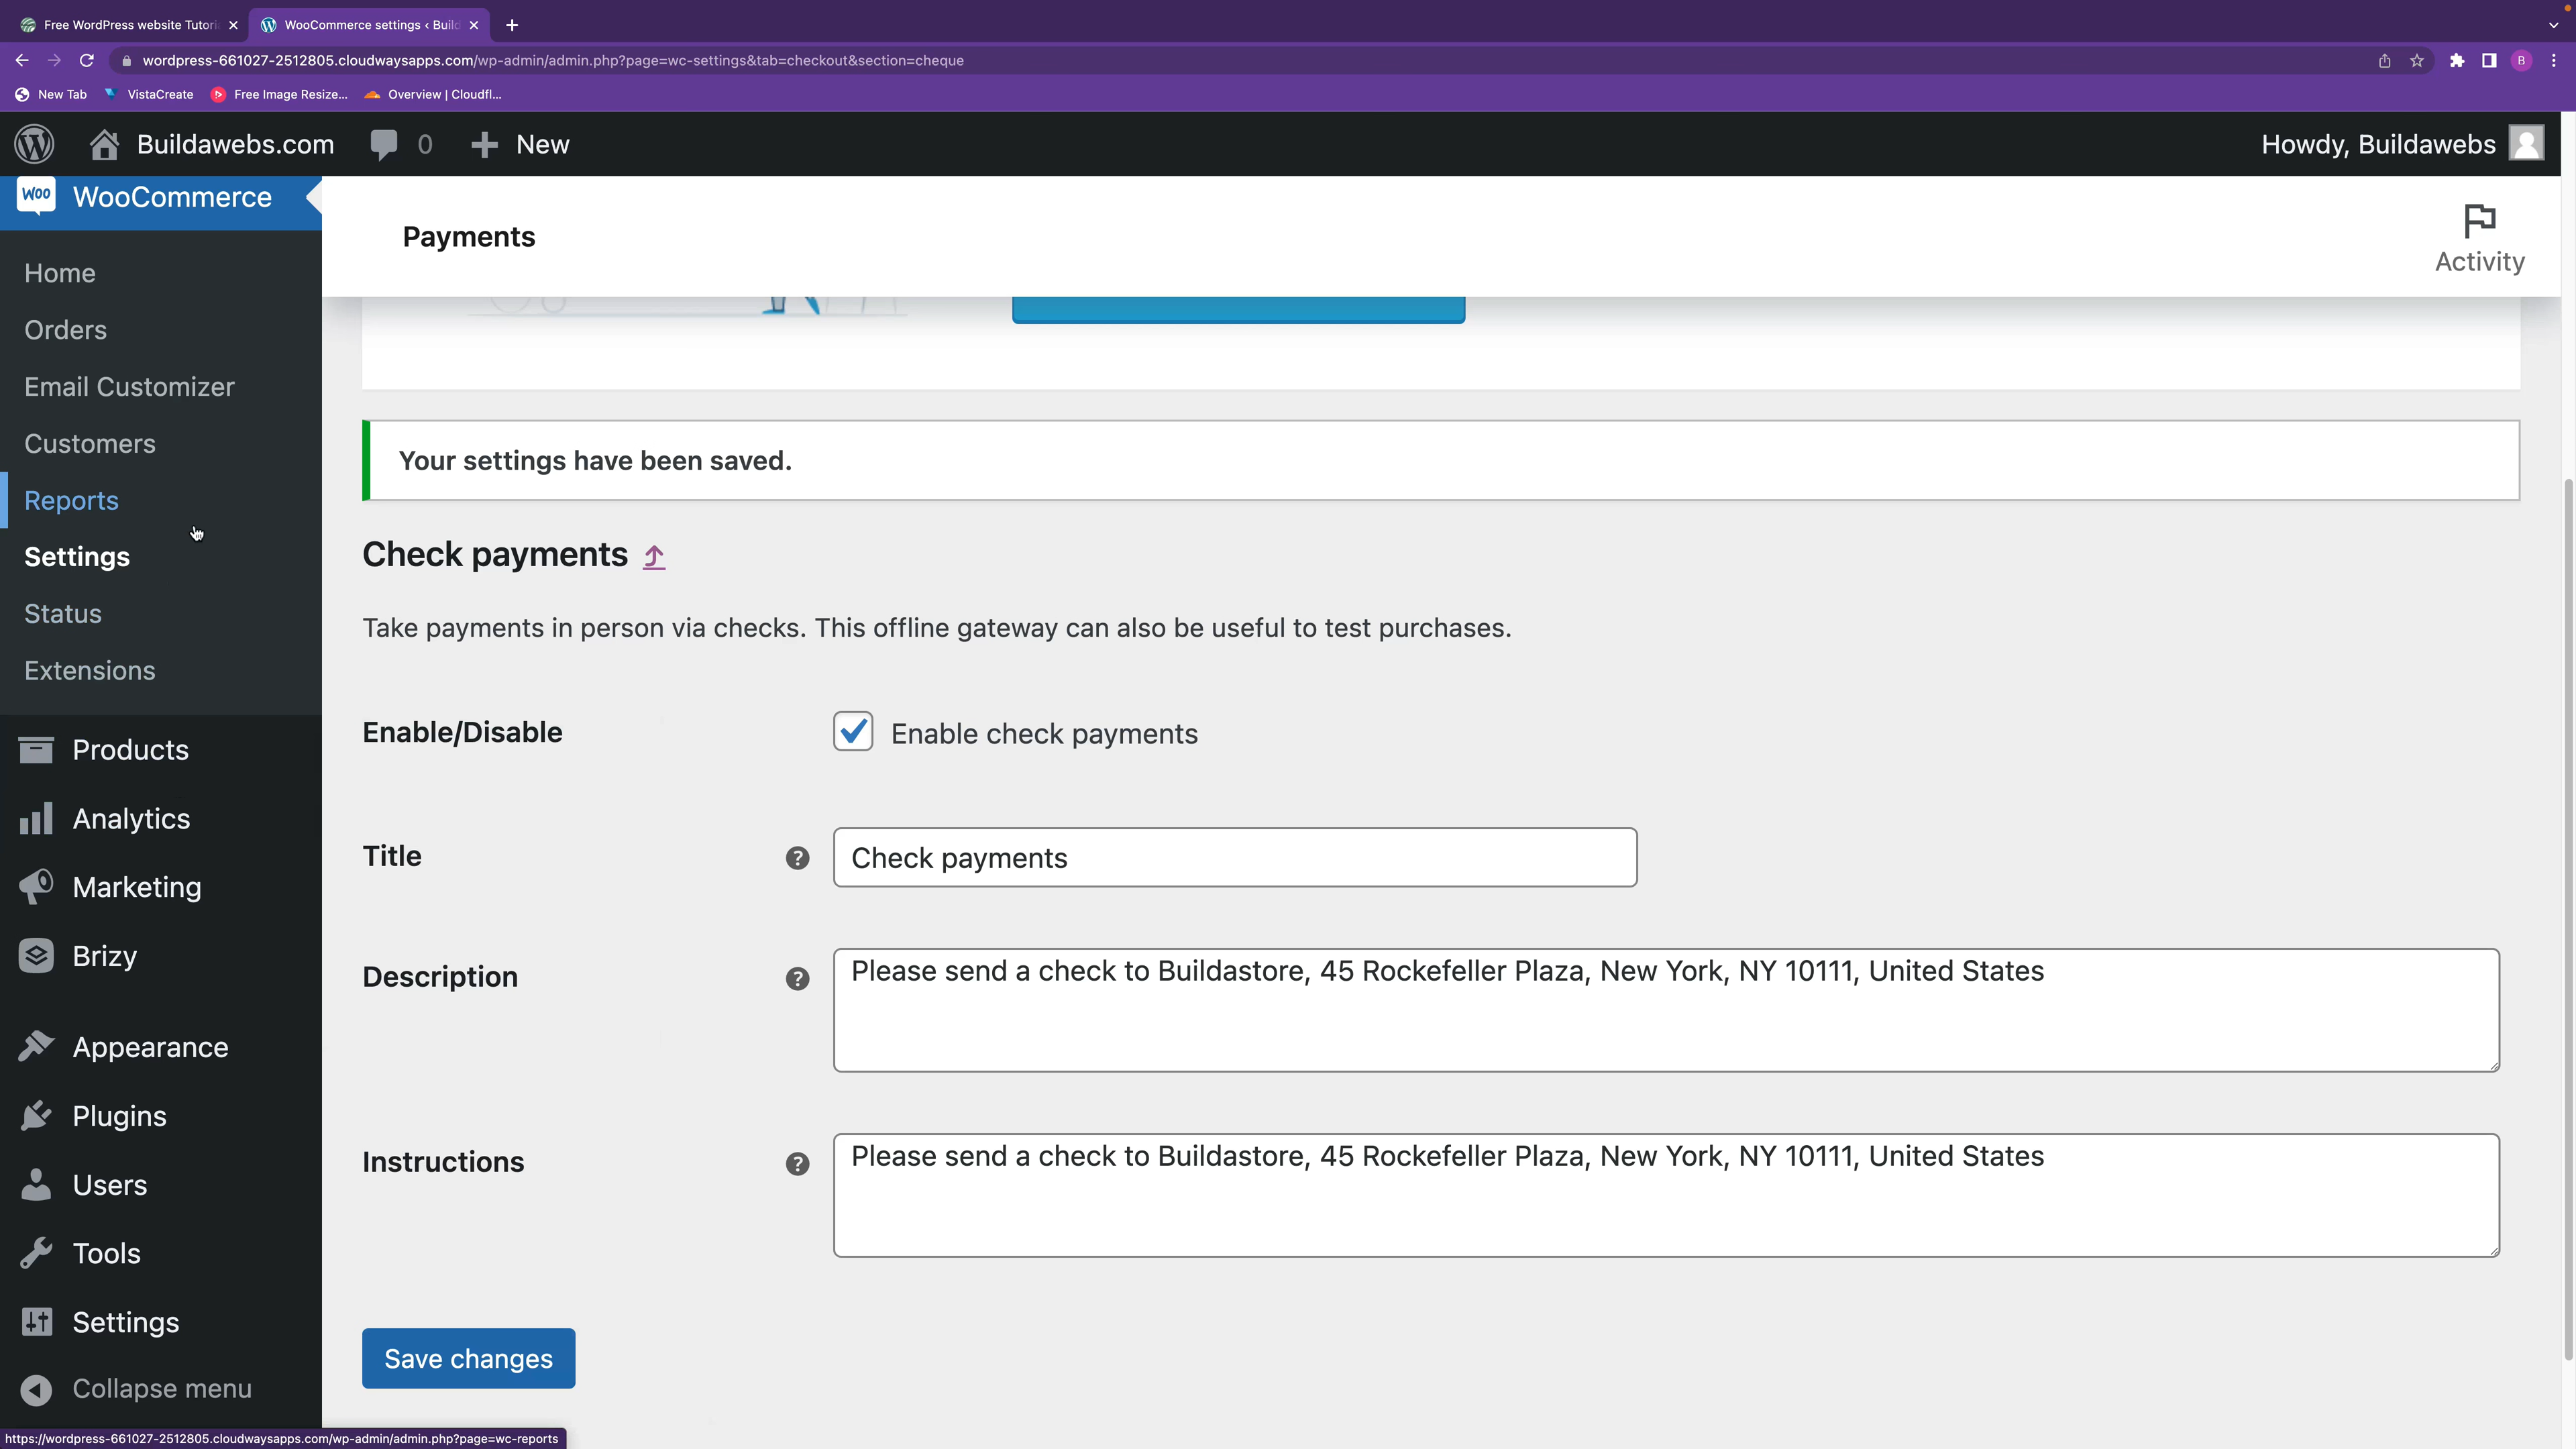 Free WordPress website Tutori
WooCommerce settings ‹ Build
wordpress-661027-2512805.cloudwaysapps.com/wp-admin/admin.php?page=wc-settings&tab=checkout&section=cheque
B
New Tab
VistaCreate
Free Image Resize...
Overview | Cloudfl...
Buildawebs.com
0
New
Howdy, Buildawebs
Woo
WooCommerce
Payments
Activity
Home
Orders
Email Customizer
Customers
Reports
Settings
Status
Extensions
Products
Analytics
Marketing
Brizy
Appearance
Plugins
Users
Tools
Settings
Collapse menu
Your settings have been saved.
Check payments
Take payments in person via checks. This offline gateway can also be useful to test purchases.
Enable/Disable
Enable check payments
Title
Check payments
Description
Please send a check to Buildastore, 45 Rockefeller Plaza, New York, NY 10111, United States
Instructions
Please send a check to Buildastore, 45 Rockefeller Plaza, New York, NY 10111, United States
Save changes
https://wordpress-661027-2512805.cloudwaysapps.com/wp-admin/admin.php?page=wc-reports